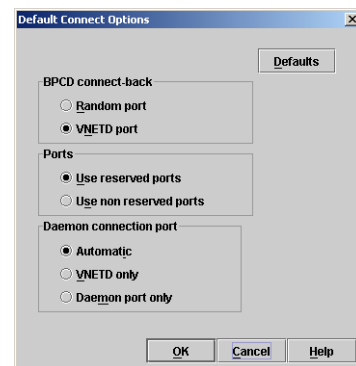 Default Connect Options
Defaults
BPCD connect-back
Random port
VNETD port
Ports
Use reserved ports
Use non reserved ports
Daemon connection port
Automatic
VNETD only
Daemon port only
OK Cancel Help